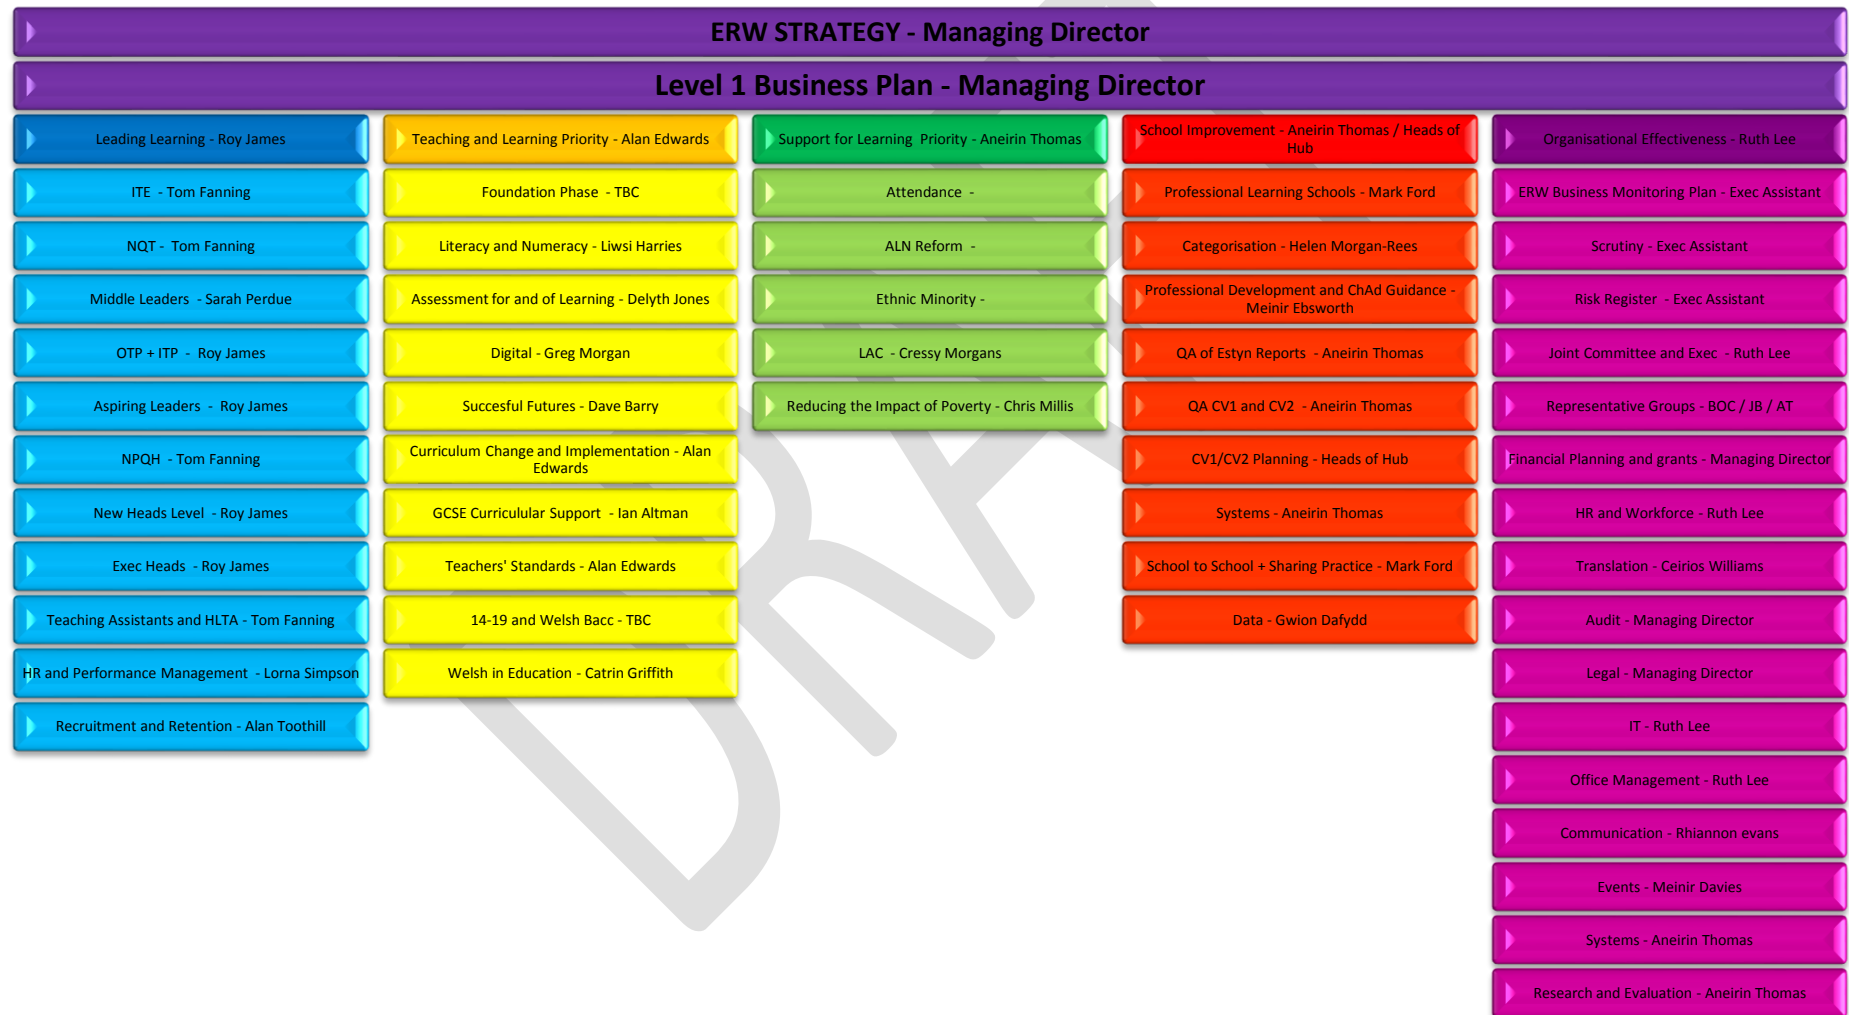 ERW STRATEGY - Managing Director
Level 1 Business Plan - Managing Director
Leading Learning - Roy James
ITE - Tom Fanning
NQT - Tom Fanning
Middle Leaders - Sarah Perdue
OTP + ITP - Roy James
Aspiring Leaders - Roy James
NPQH - Tom Fanning
New Heads Level - Roy James
Exec Heads - Roy James
Teaching Assistants and HLTA - Tom Fanning
HR and Performance Management - Lorna Simpson
Recruitment and Retention - Alan Toothill
Teaching and Learning Priority - Alan Edwards
Foundation Phase - TBC
Literacy and Numeracy - Liwsi Harries
Assessment for and of Learning - Delyth Jones
Digital - Greg Morgan
Succesful Futures - Dave Barry
Curriculum Change and Implementation - Alan
Edwards
GCSE Curriculular Support - Ian Altman
Teachers' Standards - Alan Edwards
14-19 and Welsh Bacc - TBC
Welsh in Education - Catrin Griffith
Support for Learning Priority - Aneirin Thomas
Attendance -
ALN Reform -
Ethnic Minority -
LAC - Cressy Morgans
Reducing the Impact of Poverty - Chris Millis
School Improvement - Aneirin Thomas / Heads of
Hub
Professional Learning Schools - Mark Ford
Categorisation - Helen Morgan-Rees
Professional Development and ChAd Guidance -
Meinir Ebsworth
QA of Estyn Reports - Aneirin Thomas
QA CV1 and CV2 - Aneirin Thomas
CV1/CV2 Planning - Heads of Hub
Systems - Aneirin Thomas
School to School + Sharing Practice - Mark Ford
Data - Gwion Dafydd
Organisational Effectiveness - Ruth Lee
ERW Business Monitoring Plan - Exec Assistant
Scrutiny - Exec Assistant
Risk Register - Exec Assistant
Joint Committee and Exec - Ruth Lee
Representative Groups - BOC / JB / AT
Financial Planning and grants - Managing Director
HR and Workforce - Ruth Lee
Translation - Ceirios Williams
Audit - Managing Director
Legal - Managing Director
IT - Ruth Lee
Office Management - Ruth Lee
Communication - Rhiannon evans
Events - Meinir Davies
Systems - Aneirin Thomas
Research and Evaluation - Aneirin Thomas